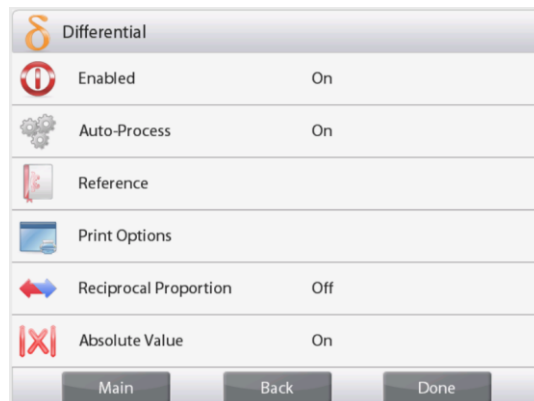 δ Differential
Enabled On
Auto-Process On
Reference
Print Options
Reciprocal Proportion Off
|X| Absolute Value On
Main Back Done